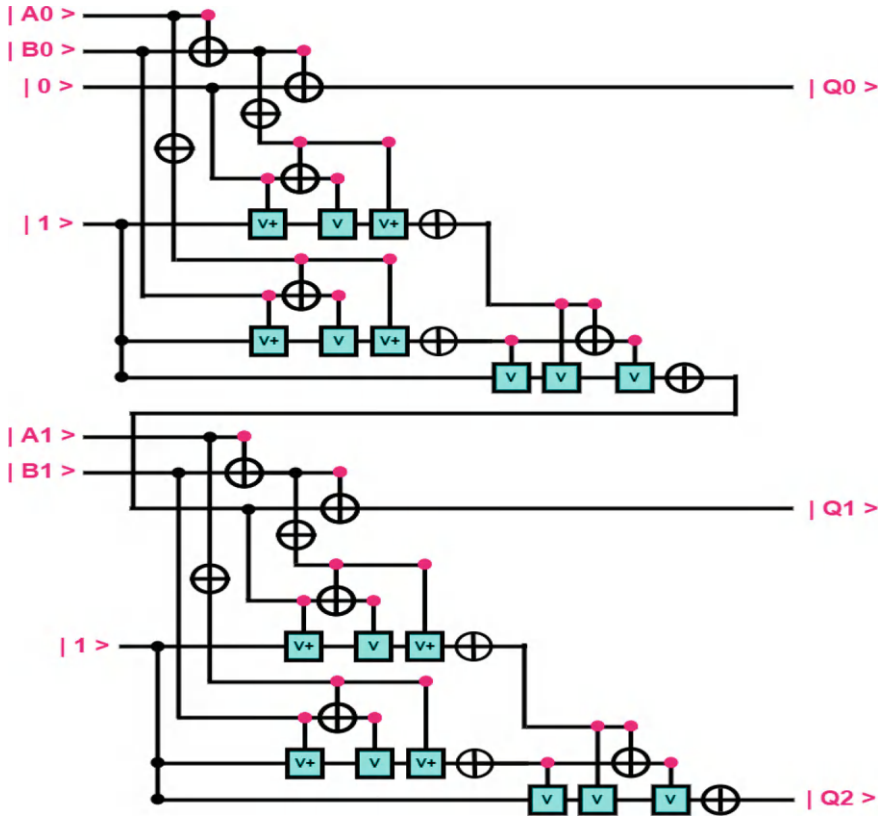 | A0 >
| B0 >
| 0 >
| Q0 >
V+ V V+
| 1 >
V+ V V+
V V V
| A1 >
| B1 >
| Q1 >
V+ V V+
| 1 >
V+ V V+
V V V
| Q2 >